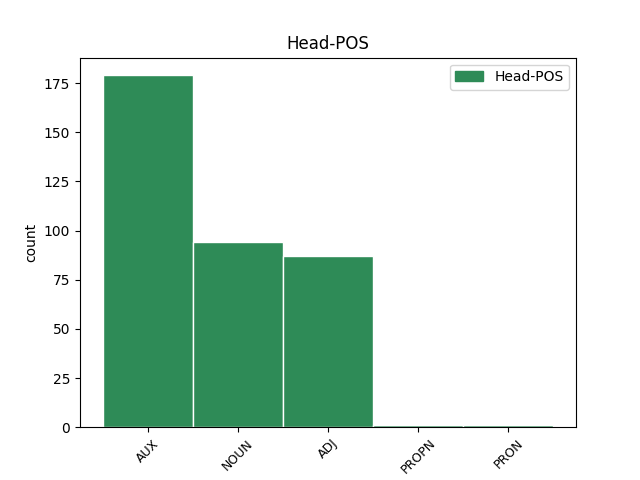 Head-POS
Head-POS
count
175
150
125
100
75
50
25
0
AUX
NOUN
ADJ
PROPN
PRON